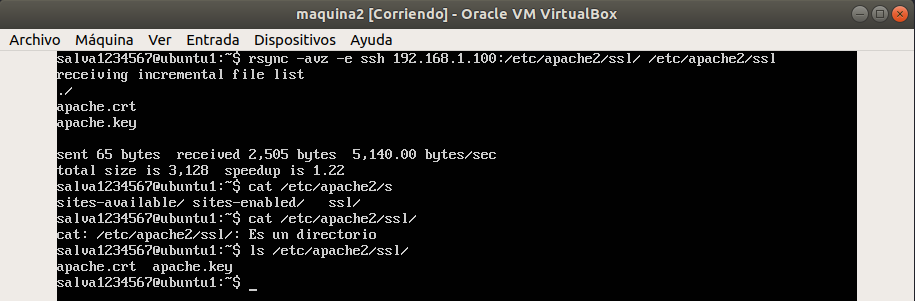 maquina2 [Corriendo] - Oracle VM VirtualBox
Archivo Máquina Ver Entrada Dispositivos Ayuda
salva1234567@ubuntu1:~$ rsync -avz -e ssh 192.168.1.100:/etc/apache2/ssl/ /etc/apache2/ssl
receiving incremental file list
./
apache.crt
apache.key
sent 65 bytes  received 2,505 bytes  5,140.00 bytes/sec
total size is 3,128  speedup is 1.22
salva1234567@ubuntu1:~$ cat /etc/apache2/s
sites-available/ sites-enabled/   ssl/
salva1234567@ubuntu1:~$ cat /etc/apache2/ssl/
cat: /etc/apache2/ssl/: Es un directorio
salva1234567@ubuntu1:~$ ls /etc/apache2/ssl/
apache.crt  apache.key
salva1234567@ubuntu1:~$ _